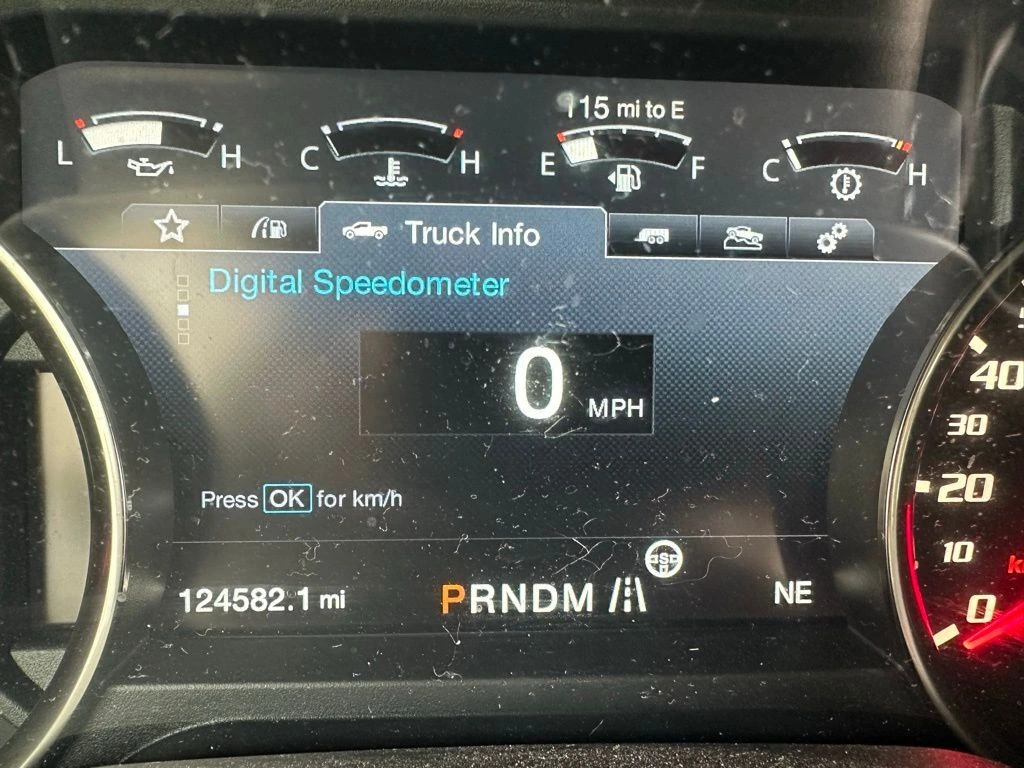 115 mi to E
L H C H E F C H
Truck Info
Digital Speedometer
0 MPH
Press OK for km/h
40
30
20
10
0
S
124582.1 mi PRNDM NE